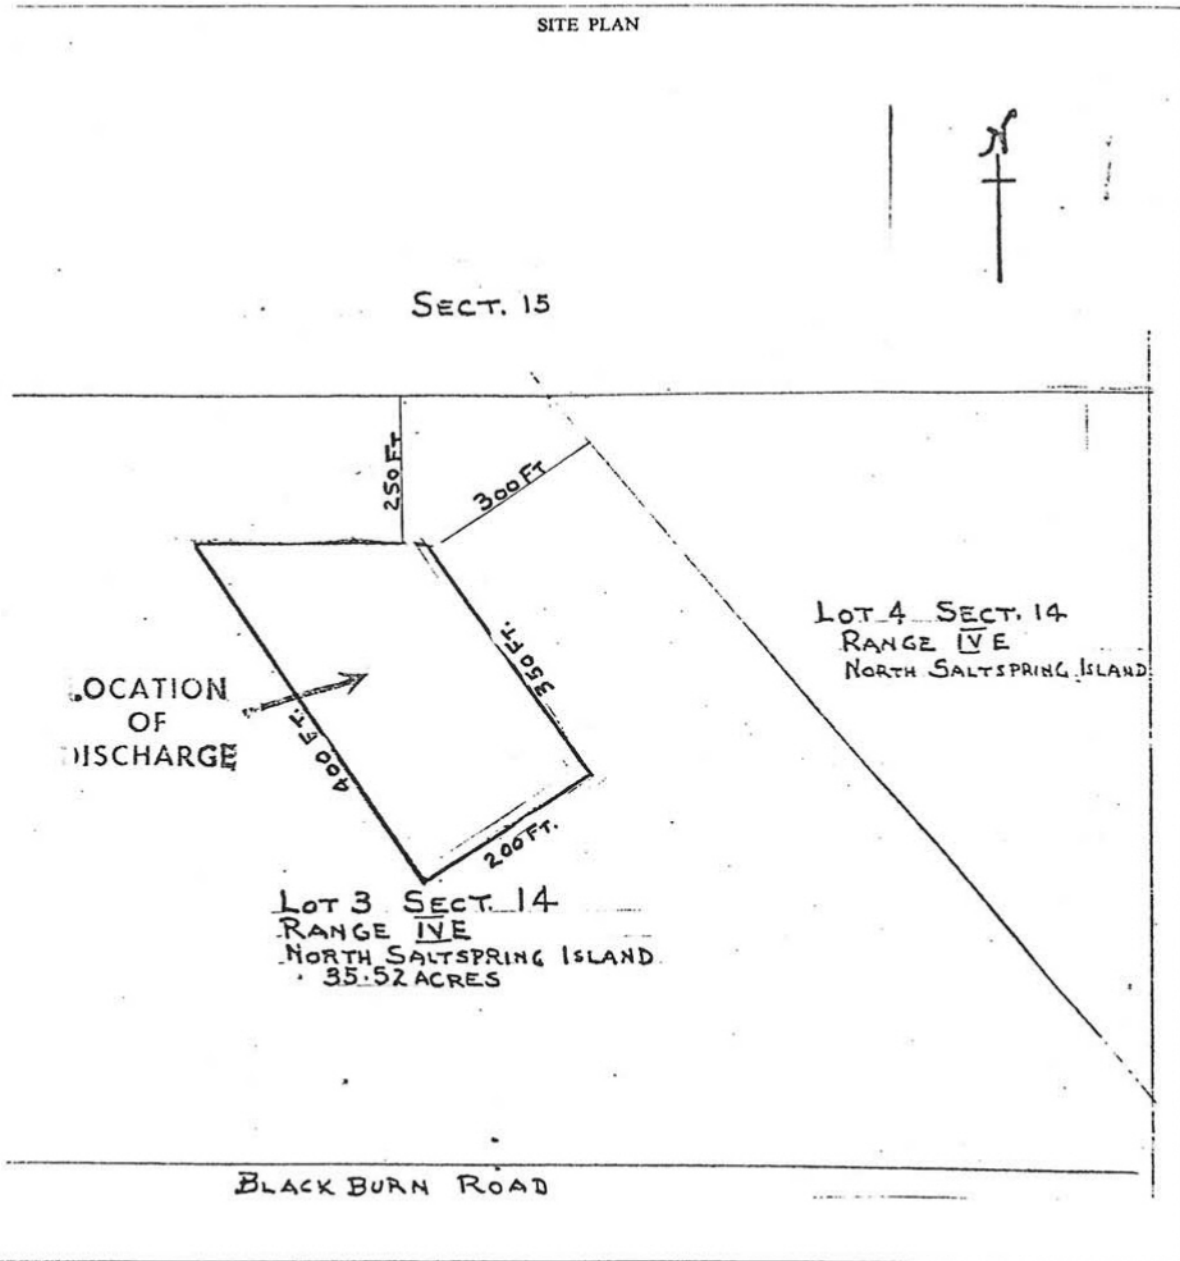 SITE PLAN
N
SECT. 15
250 FT
300 FT
LOT 4 SECT. 14
RANGE IV E
NORTH SALTSPRING ISLAND
350 FT.
LOCATION
OF
DISCHARGE
400 FT.
200 FT.
LOT 3 SECT. 14
RANGE IV E
NORTH SALTSPRING ISLAND
35.52 ACRES
BLACKBURN ROAD